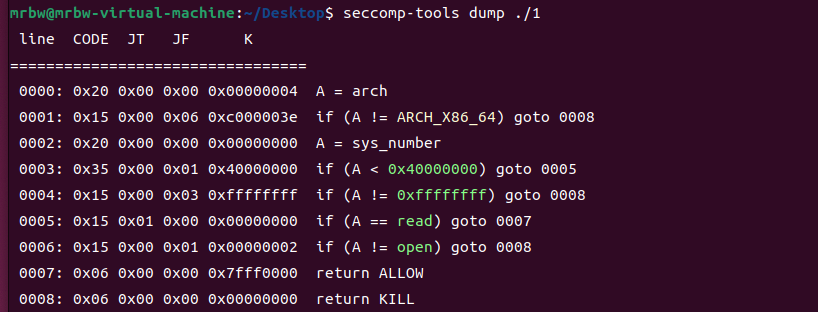 mrbw@mrbw-virtual-machine:~/Desktop$ seccomp-tools dump ./1
 line  CODE  JT   JF      K
=================================
 0000: 0x20 0x00 0x00 0x00000004  A = arch
 0001: 0x15 0x00 0x06 0xc000003e  if (A != ARCH_X86_64) goto 0008
 0002: 0x20 0x00 0x00 0x00000000  A = sys_number
 0003: 0x35 0x00 0x01 0x40000000  if (A < 0x40000000) goto 0005
 0004: 0x15 0x00 0x03 0xffffffff  if (A != 0xffffffff) goto 0008
 0005: 0x15 0x01 0x00 0x00000000  if (A == read) goto 0007
 0006: 0x15 0x00 0x01 0x00000002  if (A != open) goto 0008
 0007: 0x06 0x00 0x00 0x7fff0000  return ALLOW
 0008: 0x06 0x00 0x00 0x00000000  return KILL